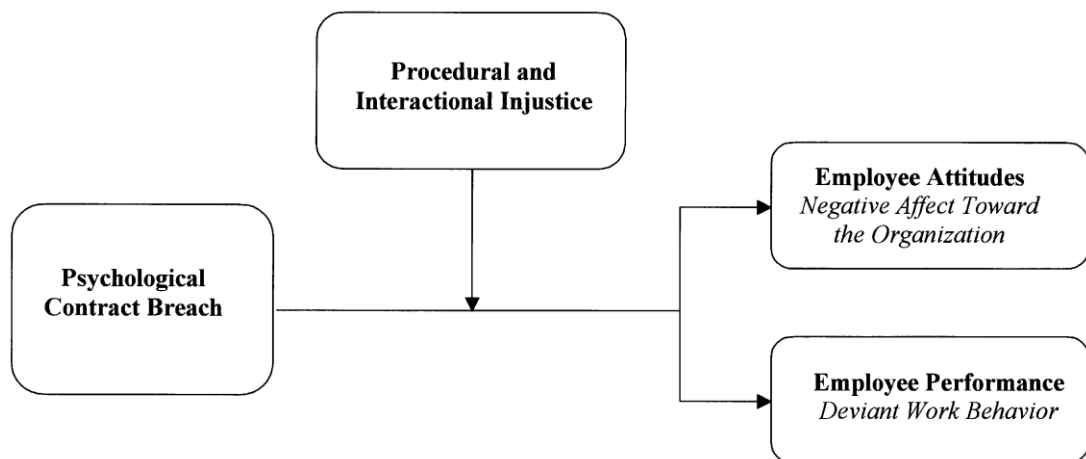 Procedural and
Interactional Injustice
Psychological
Contract Breach
Employee Attitudes
Negative Affect Toward
the Organization
Employee Performance
Deviant Work Behavior